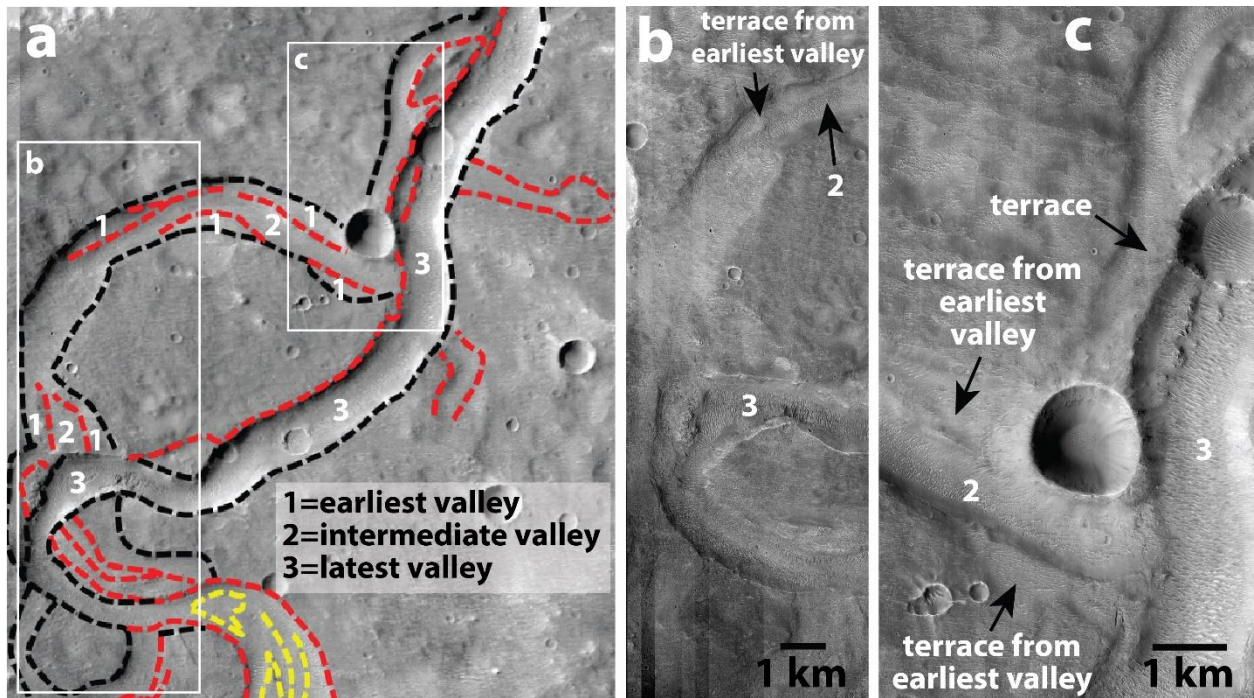 a
c
b
1
1
2
1
3
1
1
2
1
3
3
1=earliest valley
2=intermediate valley
3=latest valley
b
terrace from
earliest valley
2
3
1 km
c
terrace
terrace from
earliest
valley
2
3
terrace from
earliest valley
1 km